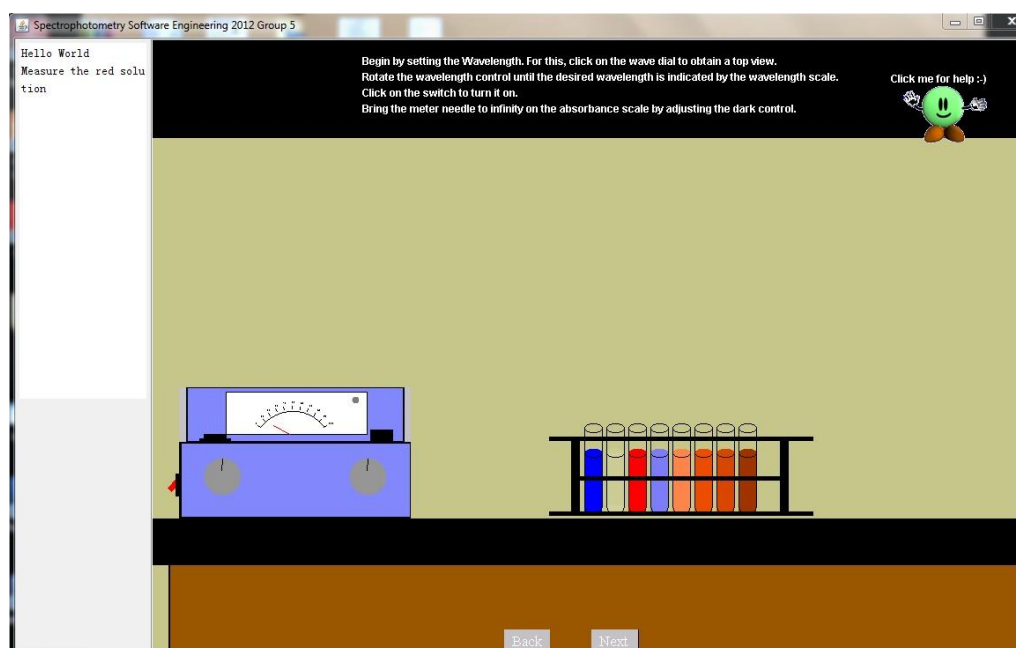 Spectrophotometry Software Engineering 2012 Group 5
Hello World
Measure the red solu
tion
Begin by setting the Wavelength. For this, click on the wave dial to obtain a top view.
Rotate the wavelength control until the desired wavelength is indicated by the wavelength scale.
Click on the switch to turn it on.
Bring the meter needle to infinity on the absorbance scale by adjusting the dark control.
Click me for help :-)
Back
Next